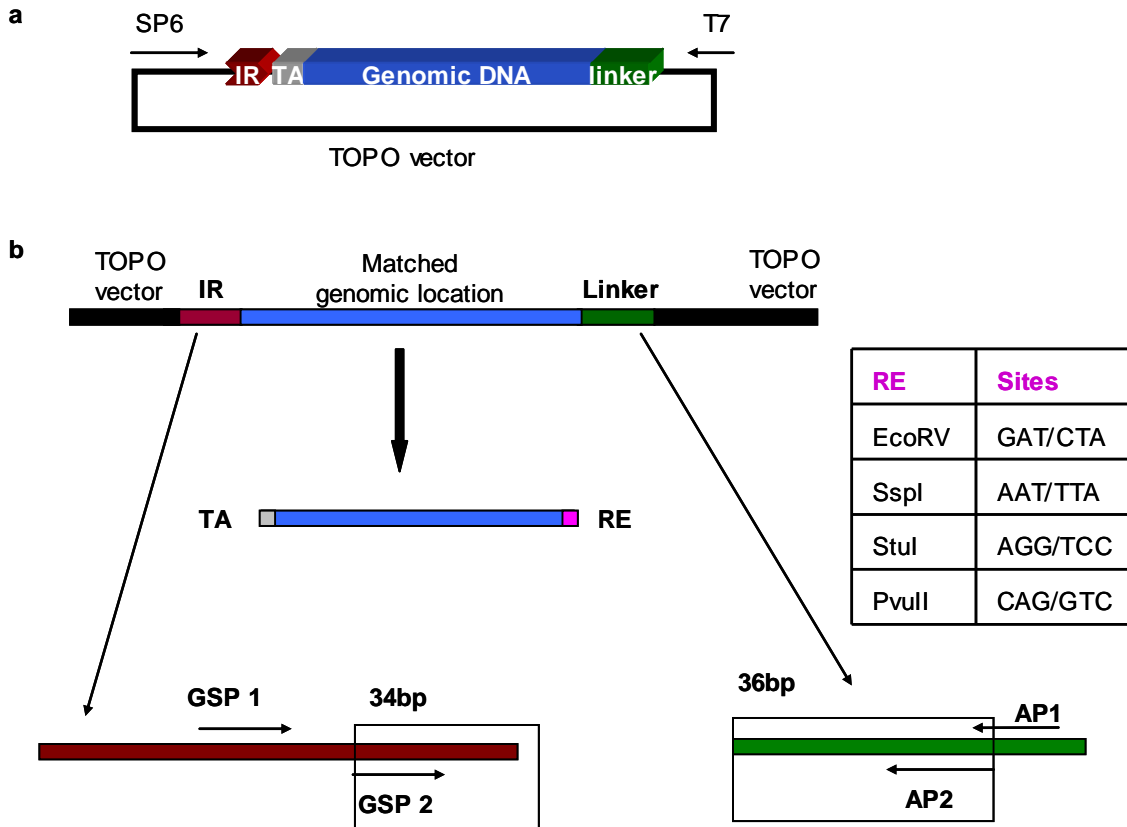 a
SP6
T7
IR
TA
Genomic DNA
linker
TOPO vector
b
TOPO
vector
IR
Matched
genomic location
Linker
TOPO
vector
TA
RE
RE Sites
EcoRV GAT/CTA
SspI AAT/TTA
StuI AGG/TCC
PvuII CAG/GTC
GSP 1
34bp
GSP 2
36bp
AP1
AP2